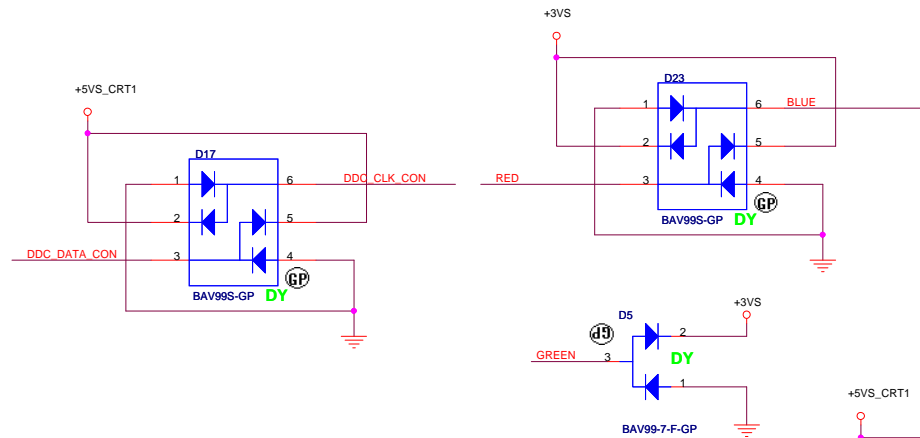 +5VS_CRT1
D17
1
6
DDC_CLK_CON
2
5
DDC_DATA_CON
3
4
GP
BAV99S-GP
DY
+3VS
D23
1
6
BLUE
2
5
RED
3
4
GP
BAV99S-GP
DY
+3VS
D5
GP
2
GREEN
3
DY
1
BAV99-7-F-GP
+5VS_CRT1